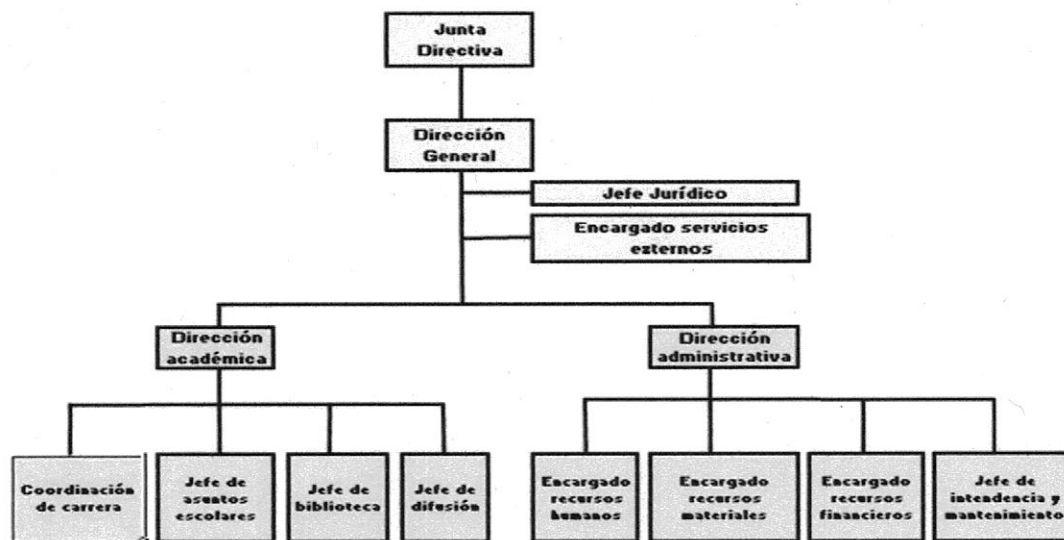 Junta
Directiva
Dirección
General
Jefe Jurídico
Encargado servicios
externos
Dirección
académica
Dirección
administrativa
Coordinación
de carrera
Jefe de
asuntos
escolares
Jefe de
biblioteca
Jefe de
difusión
Encargado
recursos
humanos
Encargado
recursos
materiales
Encargado
recursos
financieros
Jefe de
intendencia y
mantenimiento